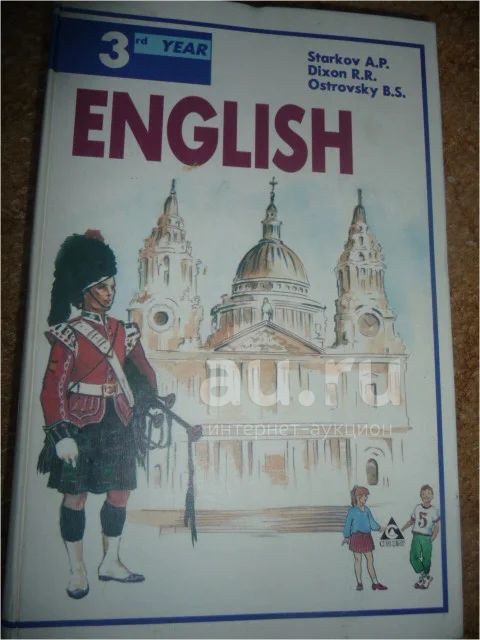 3rd YEAR
Starkov A.P.
Dixon R.R.
Ostrovsky B.S.
ENGLISH
au.ru
интернет-аукцион
5